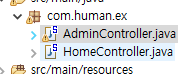 src/main/java
com.human.ex
AdminController.java
HomeController.java
src/main/resources